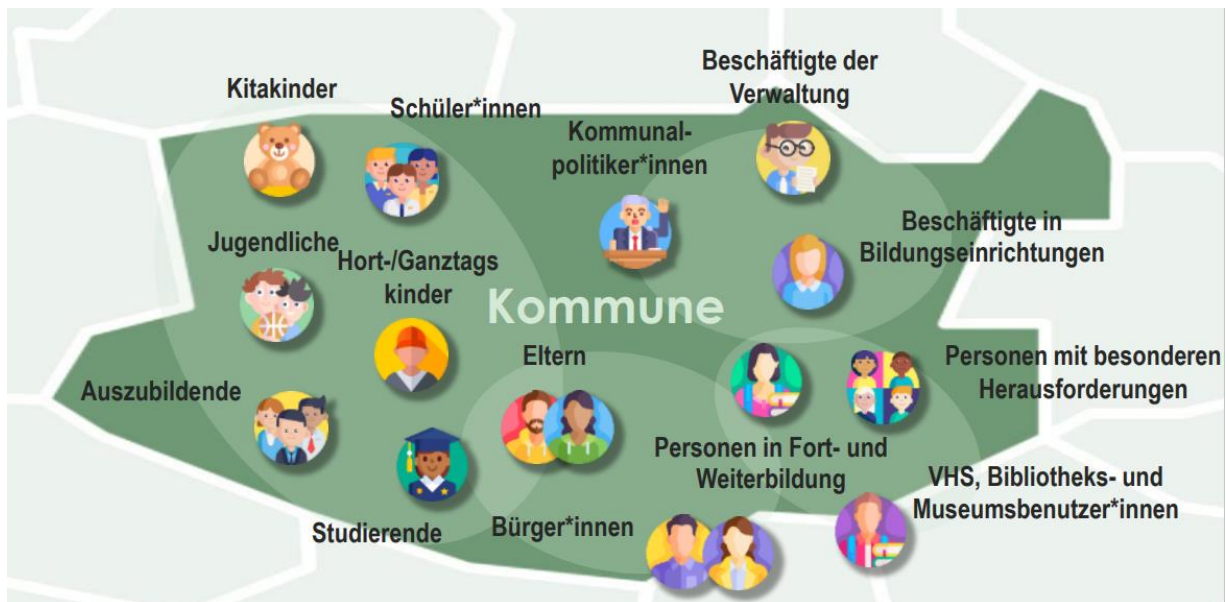 Beschäftigte der
Verwaltung
Kitakinder
Schüler*innen
Kommunal-
politiker*innen
Beschäftigte in
Bildungseinrichtungen
Jugendliche
Hort-/Ganztags
kinder
Kommune
Eltern
Personen mit besonderen
Herausforderungen
Auszubildende
Personen in Fort- und
Weiterbildung
VHS, Bibliotheks- und
Museumsbenutzer*innen
Studierende
Bürger*innen